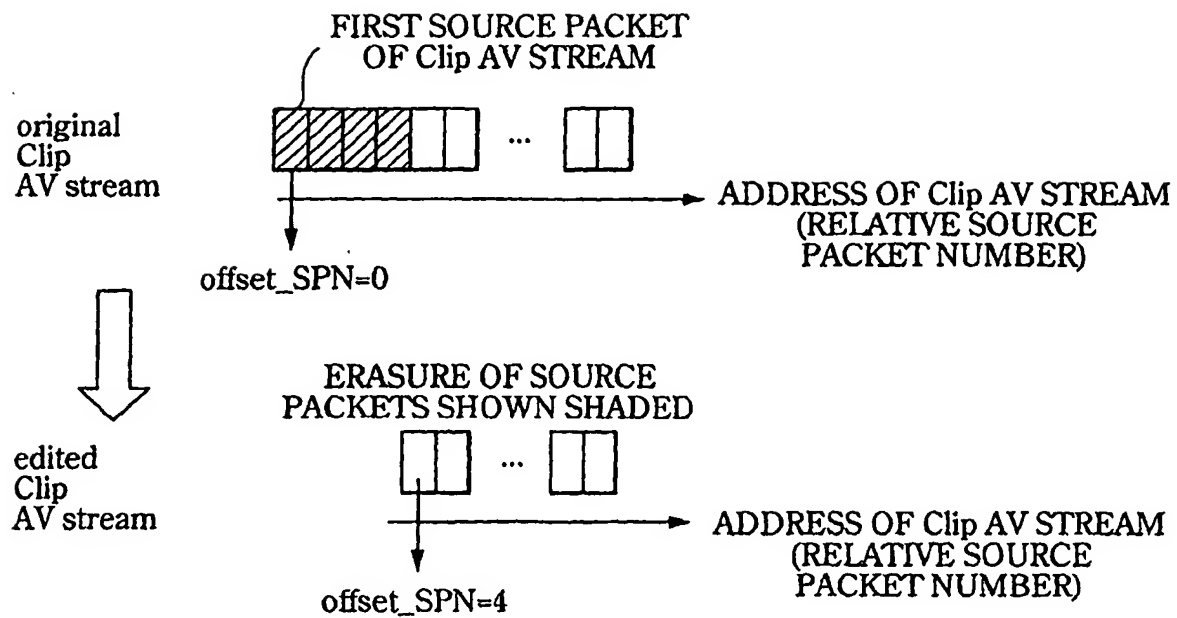 FIRST SOURCE PACKET
OF Clip AV STREAM
original
Clip
AV stream
...
ADDRESS OF Clip AV STREAM
(RELATIVE SOURCE
PACKET NUMBER)
offset_SPN=0
ERASURE OF SOURCE
PACKETS SHOWN SHADED
edited
Clip
AV stream
...
ADDRESS OF Clip AV STREAM
(RELATIVE SOURCE
PACKET NUMBER)
offset_SPN=4